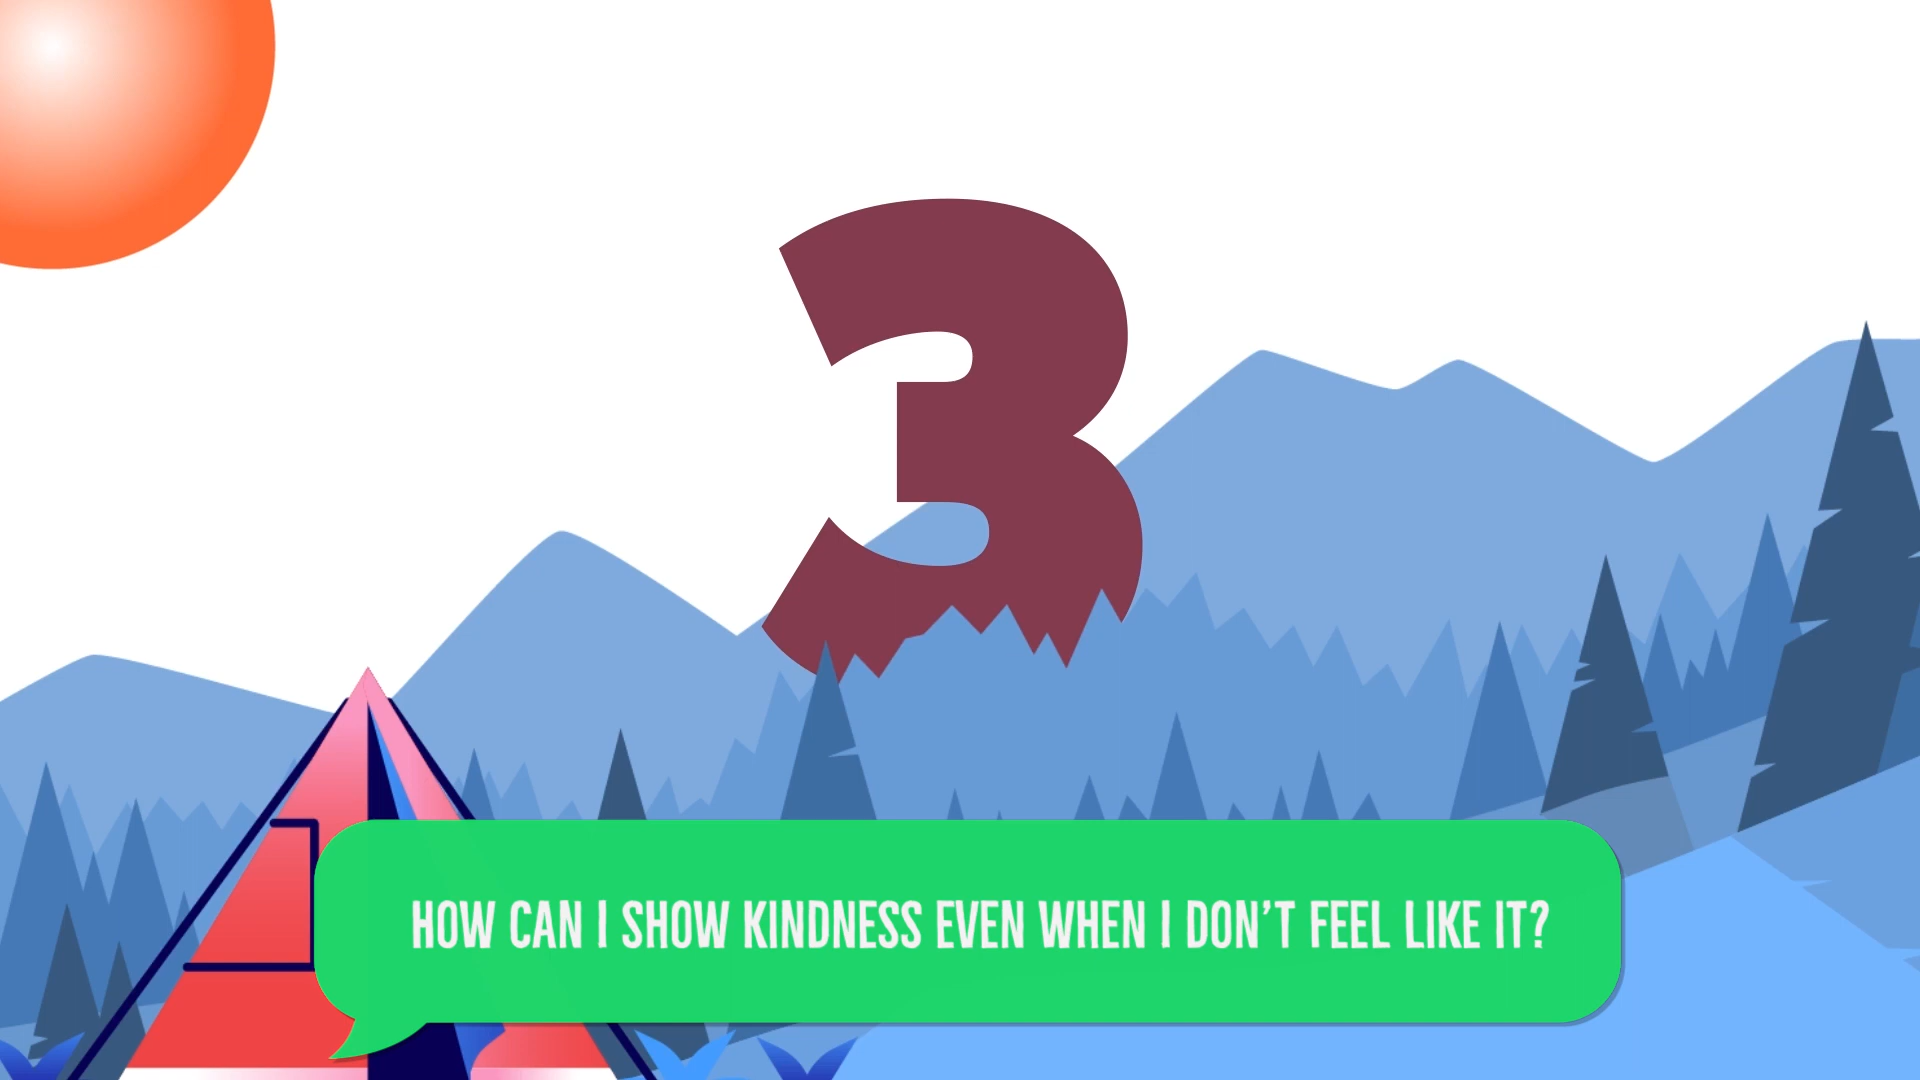 3
HOW CAN I SHOW KINDNESS EVEN WHEN I DON’T FEEL LIKE IT?